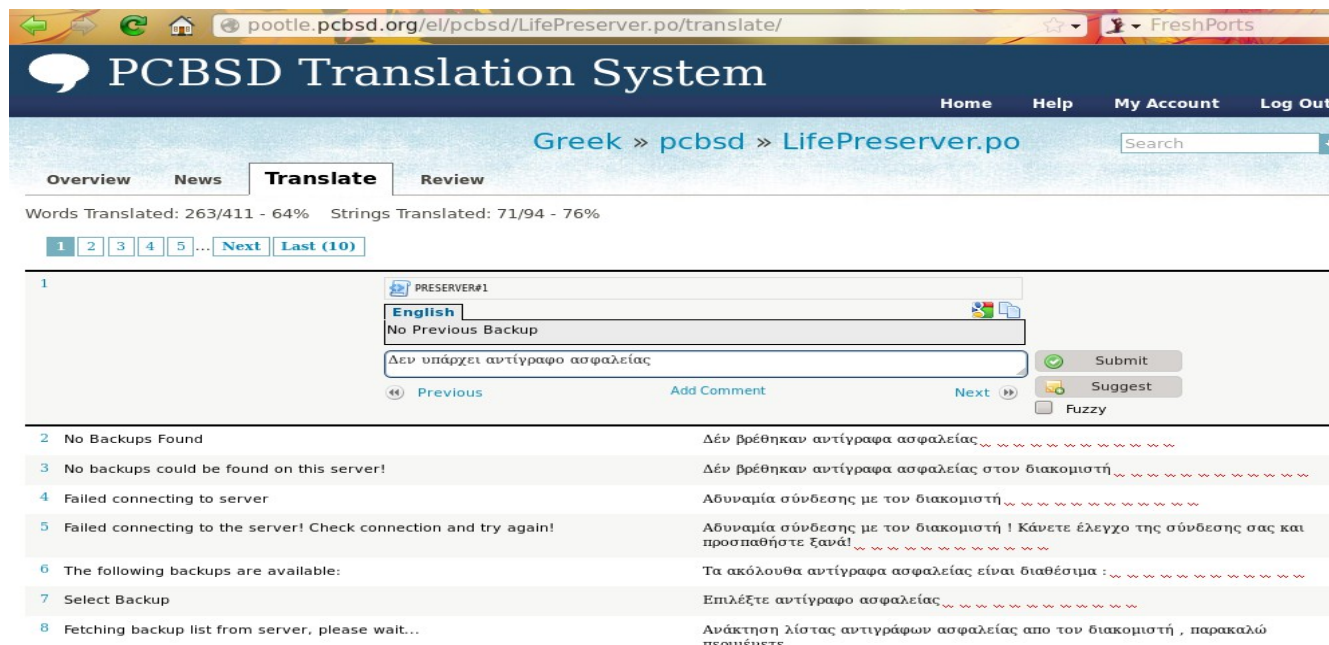 pootle.pcbsd.org/el/pcbsd/LifePreserver.po/translate/ FreshPorts
PCBSD Translation System
Home Help My Account Log Out
Greek » pcbsd » LifePreserver.po Search
Overview News Translate Review
Words Translated: 263/411 - 64% Strings Translated: 71/94 - 76%
1 2 3 4 5 ... Next Last (10)
1 PRESERVER#1
English
No Previous Backup
Δεν υπάρχει αντίγραφο ασφαλείας Submit
Previous Add Comment Next Suggest
Fuzzy
2 No Backups Found Δέν βρέθηκαν αντίγραφα ασφαλείας
3 No backups could be found on this server! Δέν βρέθηκαν αντίγραφα ασφαλείας στον διακομιστή
4 Failed connecting to server Αδυναμία σύνδεσης με τον διακομιστή
5 Failed connecting to the server! Check connection and try again! Αδυναμία σύνδεσης με τον διακομιστή ! Κάνετε έλεγχο της σύνδεσης σας και
προσπαθήστε ξανά!
6 The following backups are available: Τα ακόλουθα αντίγραφα ασφαλείας είναι διαθέσιμα :
7 Select Backup Επιλέξτε αντίγραφο ασφαλείας
8 Fetching backup list from server, please wait... Ανάκτηση λίστας αντιγράφων ασφαλείας απο τον διακομιστή , παρακαλώ